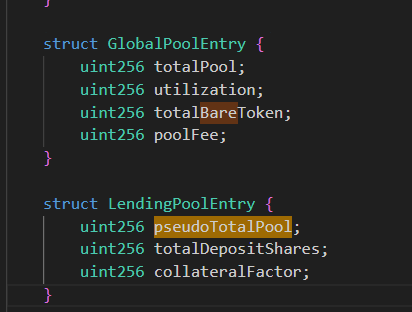 }
struct GlobalPoolEntry {
uint256 totalPool;
uint256 utilization;
uint256 totalBareToken;
uint256 poolFee;
}
struct LendingPoolEntry {
uint256 pseudoTotalPool;
uint256 totalDepositShares;
uint256 collateralFactor;
}